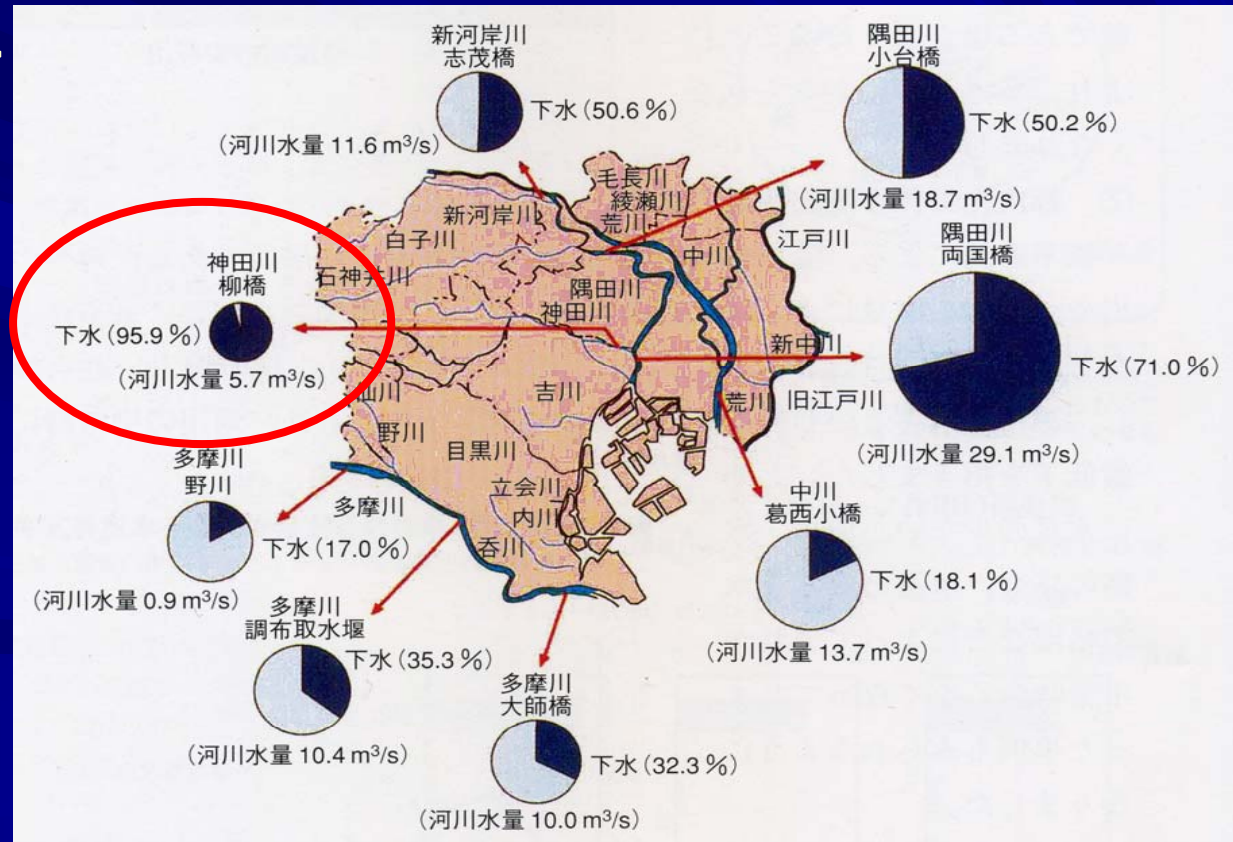 新河岸川
志茂橋
下水(50.6%)
(河川水量 11.6 m³/s)
隅田川
小台橋
下水(50.2%)
(河川水量 18.7 m³/s)
神田川
柳橋
下水(95.9%)
(河川水量 5.7 m³/s)
隅田川
両国橋
下水(71.0%)
(河川水量 29.1 m³/s)
毛長川
綾瀬川
荒川
新河岸川
白子川
石神井川
中川
江戸川
隅田川
神田川
新中川
仙川
吉川
荒川
旧江戸川
野川
目黒川
立会川
内川
多摩川
呑川
多摩川
野川
下水(17.0%)
(河川水量 0.9 m³/s)
多摩川
調布取水堰
下水(35.3%)
(河川水量 10.4 m³/s)
多摩川
大師橋
下水(32.3%)
(河川水量 10.0 m³/s)
中川
葛西小橋
下水(18.1%)
(河川水量 13.7 m³/s)